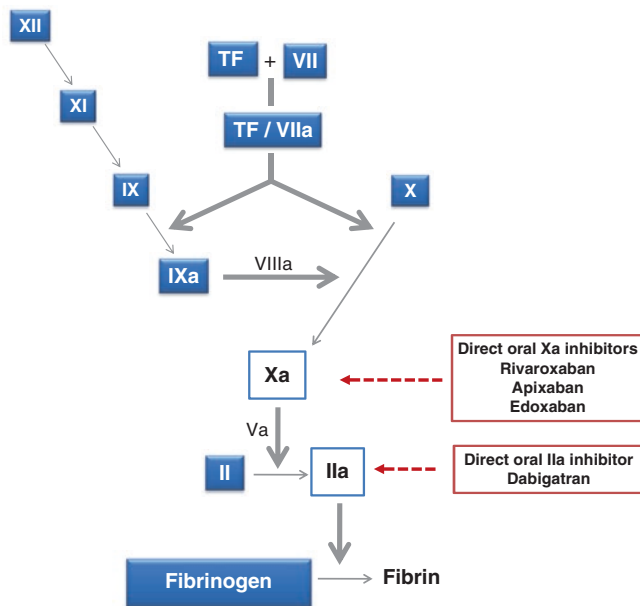 XII
TF + VII
XI
TF / VIIa
IX
X
IXa
VIIIa
Xa
Direct oral Xa inhibitors
Rivaroxaban
Apixaban
Edoxaban
Va
II
IIa
Direct oral IIa inhibitor
Dabigatran
Fibrinogen
Fibrin